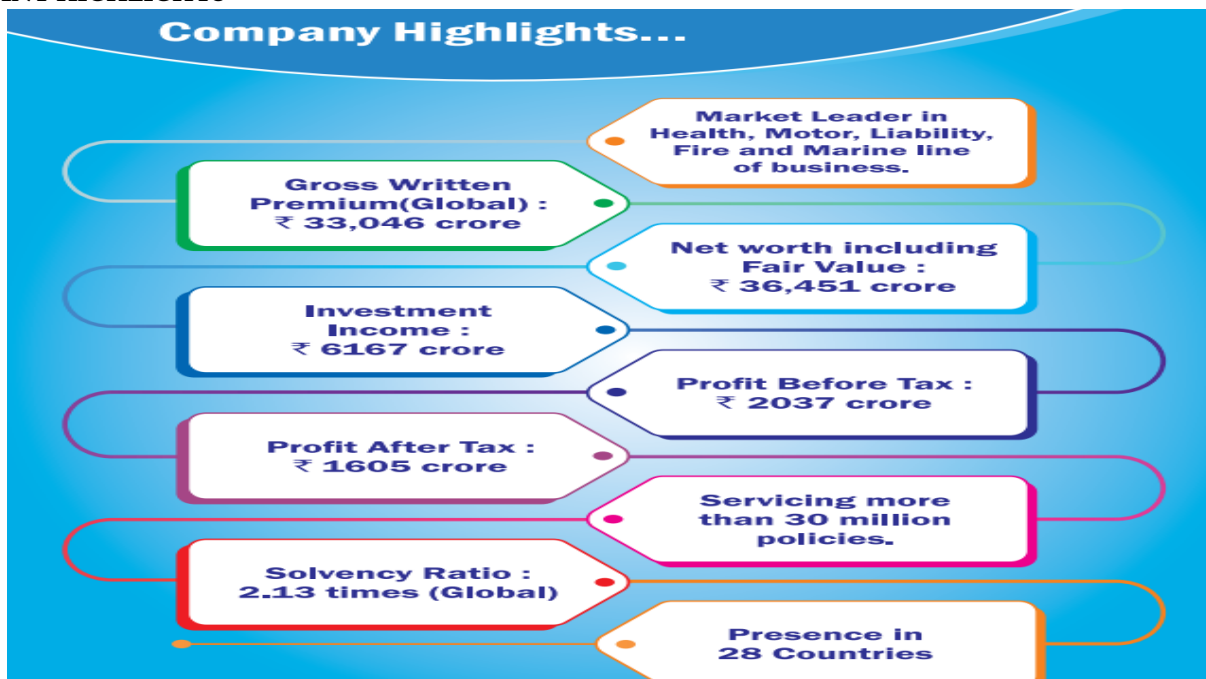 Company Highlights...
Market Leader in
Health, Motor, Liability,
Fire and Marine line
of business.
Gross Written
Premium(Global) :
₹ 33,046 crore
Net worth including
Fair Value :
₹ 36,451 crore
Investment
Income :
₹ 6167 crore
Profit Before Tax :
₹ 2037 crore
Profit After Tax :
₹ 1605 crore
Servicing more
than 30 million
policies.
Solvency Ratio :
2.13 times (Global)
Presence in
28 Countries